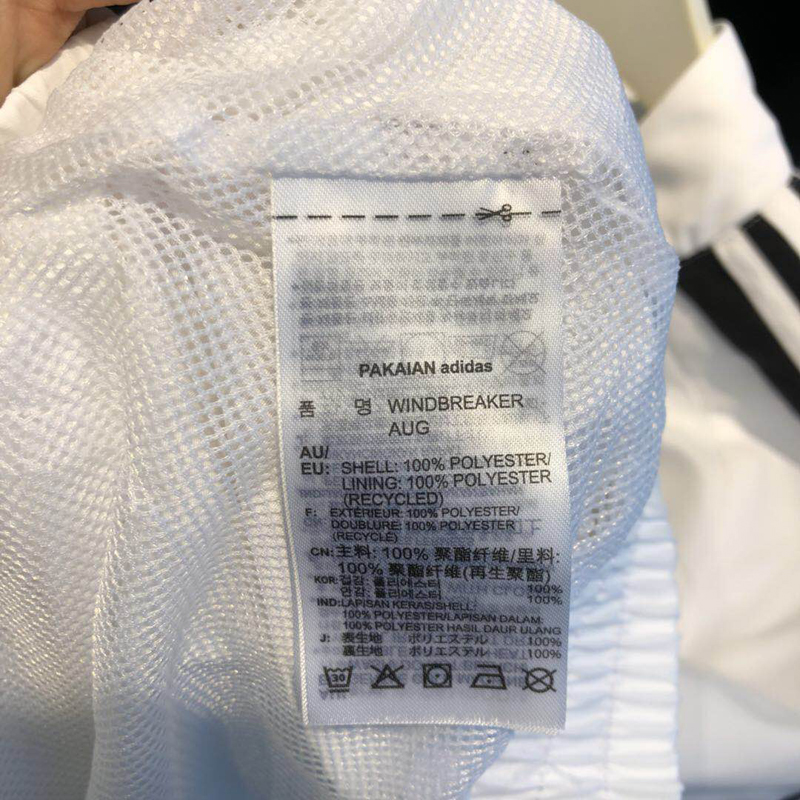 PAKAIAN adidas
품 명 WINDBREAKER
AUG
AU/
EU: SHELL: 100% POLYESTER/
LINING: 100% POLYESTER
(RECYCLED)
F: EXTÉRIEUR: 100% POLYESTER/
DOUBLURE: 100% POLYESTER
(RECYCLÉ)
CN: 主料: 100% 聚酯纤维/里料:
100% 聚酯纤维(再生聚酯)
KOR: 겉감: 폴리에스터 100%
안감: 폴리에스터 100%
IND: LAPISAN KERAS/SHELL:
100% POLYESTER/LAPISAN DALAM:
100% POLYESTER HASIL DAUR ULANG
J: 表生地 ポリエステル 100%
裏生地 ポリエステル 100%
30